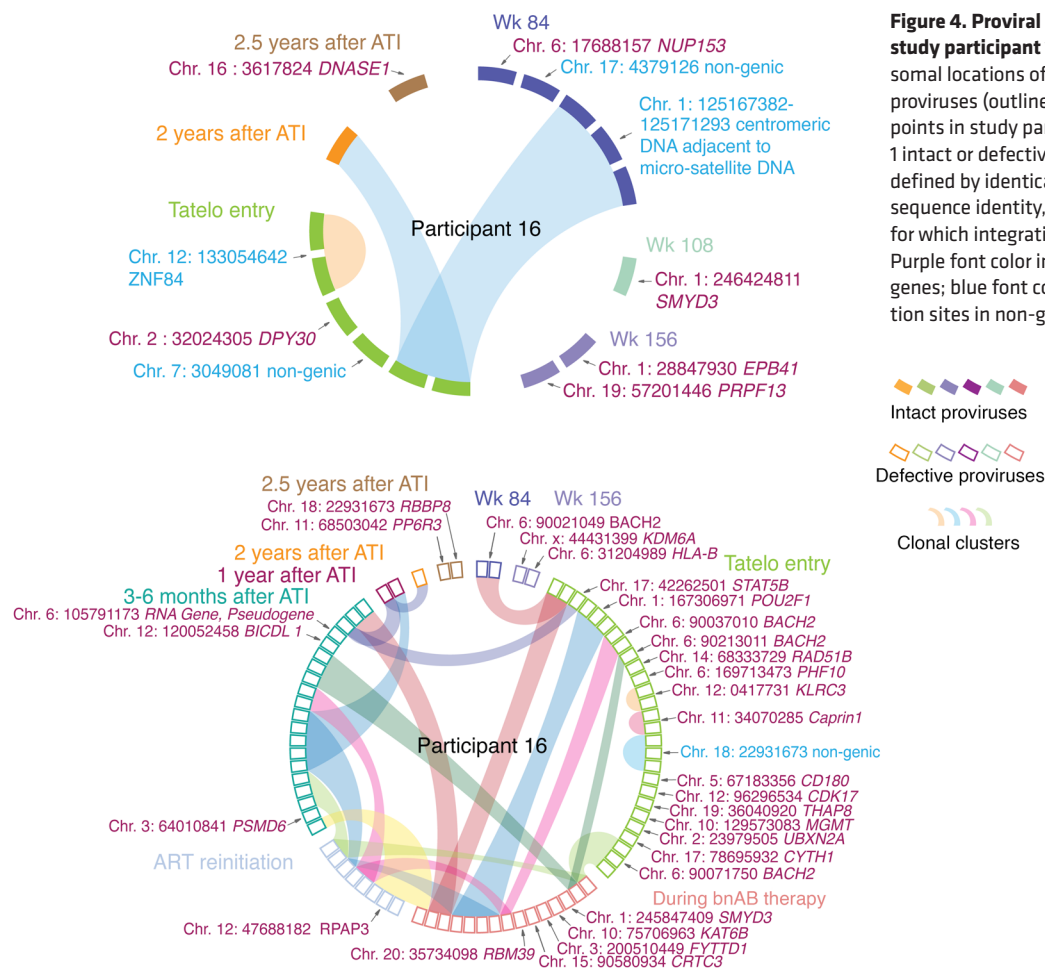 Wk 84
2.5 years after ATI
Chr. 6: 17688157 NUP153
Chr. 16 : 3617824 DNASE1
Chr. 17: 4379126 non-genic
Chr. 1: 125167382-
125171293 centromeric
DNA adjacent to
micro-satellite DNA
2 years after ATI
Tatelo entry
Participant 16
Chr. 12: 133054642
ZNF84
Wk 108
Chr. 1: 246424811
SMYD3
Chr. 2 : 32024305 DPY30
Chr. 7: 3049081 non-genic
Wk 156
Chr. 1: 28847930 EPB41
Chr. 19: 57201446 PRPF13
Figure 4. Proviral
study participant
somal locations of
proviruses (outline
points in study par
1 intact or defectiv
defined by identica
sequence identity,
for which integrati
Purple font color in
genes; blue font co
tion sites in non-g
Intact proviruses
Defective proviruses
Clonal clusters
2.5 years after ATI
Chr. 18: 22931673 RBBP8
Chr. 11: 68503042 PP6R3
Wk 84
Wk 156
Chr. 6: 90021049 BACH2
Chr. x: 44431399 KDM6A
Chr. 6: 31204989 HLA-B
2 years after ATI
1 year after ATI
3-6 months after ATI
Chr. 6: 105791173 RNA Gene, Pseudogene
Chr. 12: 120052458 BICDL 1
Tatelo entry
Chr. 17: 42262501 STAT5B
Chr. 1: 167306971 POU2F1
Chr. 6: 90037010 BACH2
Chr. 6: 90213011 BACH2
Chr. 14: 68333729 RAD51B
Chr. 6: 169713473 PHF10
Chr. 12: 0417731 KLRC3
Chr. 11: 34070285 Caprin1
Participant 16
Chr. 18: 22931673 non-genic
Chr. 5: 67183356 CD180
Chr. 12: 96296534 CDK17
Chr. 19: 36040920 THAP8
Chr. 10: 129573083 MGMT
Chr. 2: 23979505 UBXN2A
Chr. 17: 78695932 CYTH1
Chr. 6: 90071750 BACH2
Chr. 3: 64010841 PSMD6
ART reinitiation
During bnAB therapy
Chr. 1: 245847409 SMYD3
Chr. 10: 75706963 KAT6B
Chr. 3: 200510449 FYTTD1
Chr. 15: 90580934 CRTC3
Chr. 12: 47688182 RPAP3
Chr. 20: 35734098 RBM39